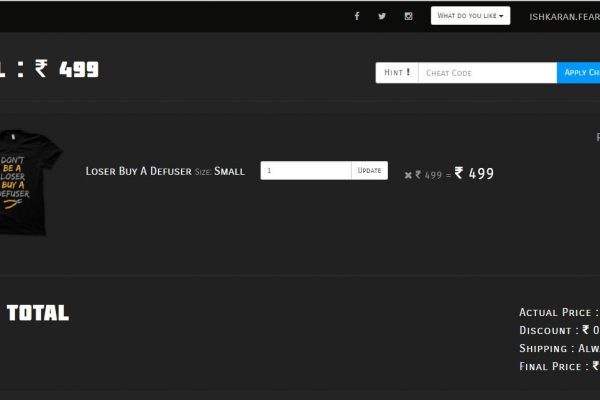 What do you like
ISHKARAN.FEAR
L : ₹ 499
Hint !
Cheat Code
Apply Ch
DON'T
BE A
LOSER
BUY A
DEFUSER
Loser Buy A Defuser Size: Small
1
Update
✖ ₹ 499 = ₹ 499
TOTAL
Actual Price :
Discount : ₹ 0
Shipping : Alw
Final Price : ₹